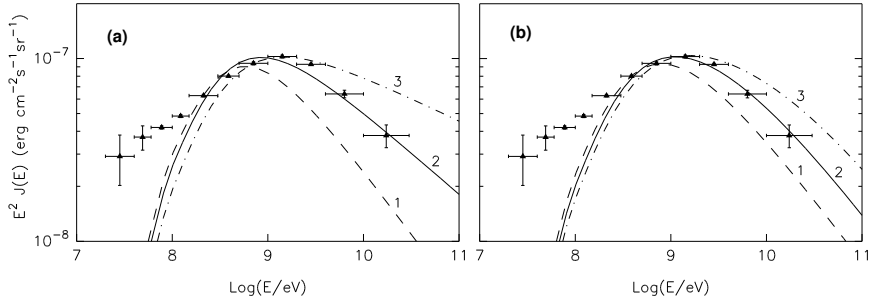 (a)
(b)
10⁻⁷
10⁻⁸
E² J(E) (erg cm⁻²s⁻¹sr⁻¹)
3
2
1
3
2
1
7 8 9 10 11
7 8 9 10 11
Log(E/eV)
Log(E/eV)